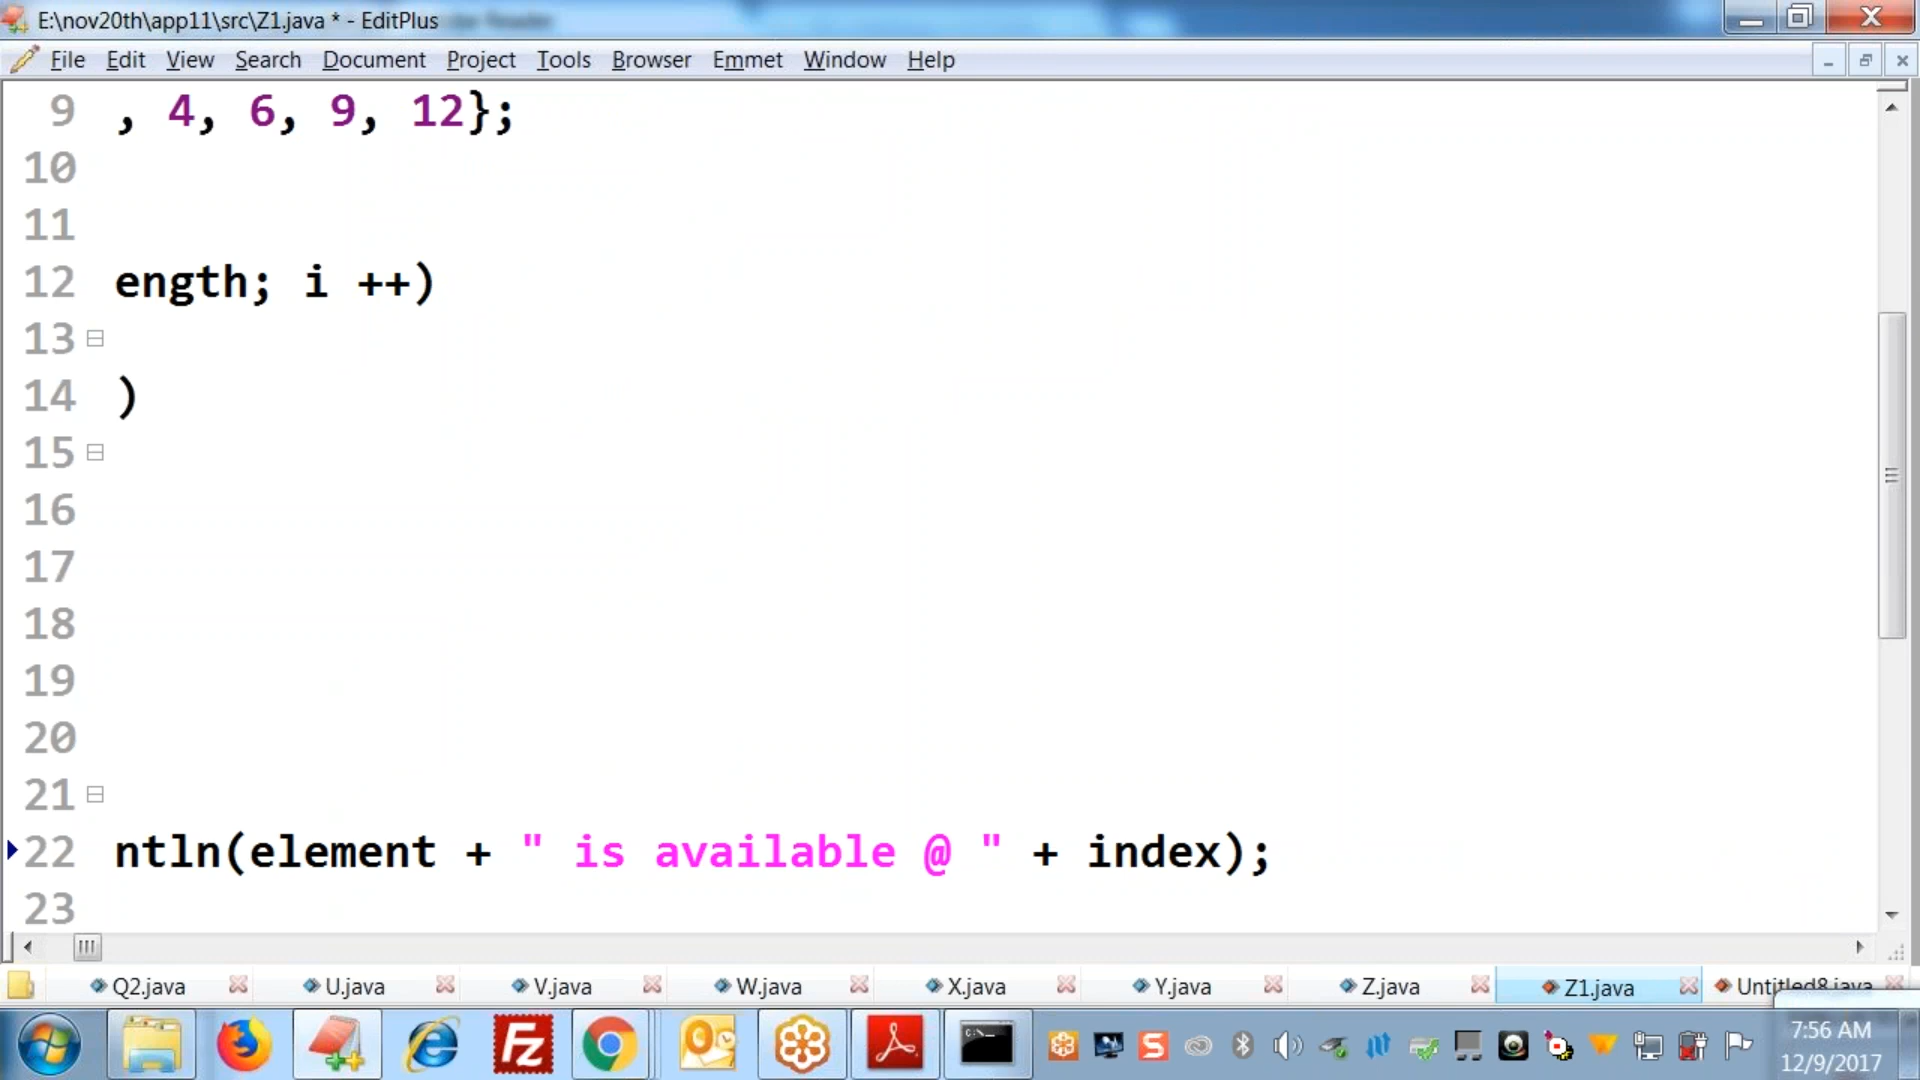 E:\nov20th\app11\src\Z1.java * - EditPlus
File Edit View Search Document Project Tools Browser Emmet Window Help
9 , 4, 6, 9, 12};
10
11
12 ength; i ++)
13
14 )
15
16
17
18
19
20
21
22 ntln(element + " is available @ " + index);
23
Q2.java U.java V.java W.java X.java Y.java Z.java Z1.java Untitled8.java
7:56 AM
12/9/2017